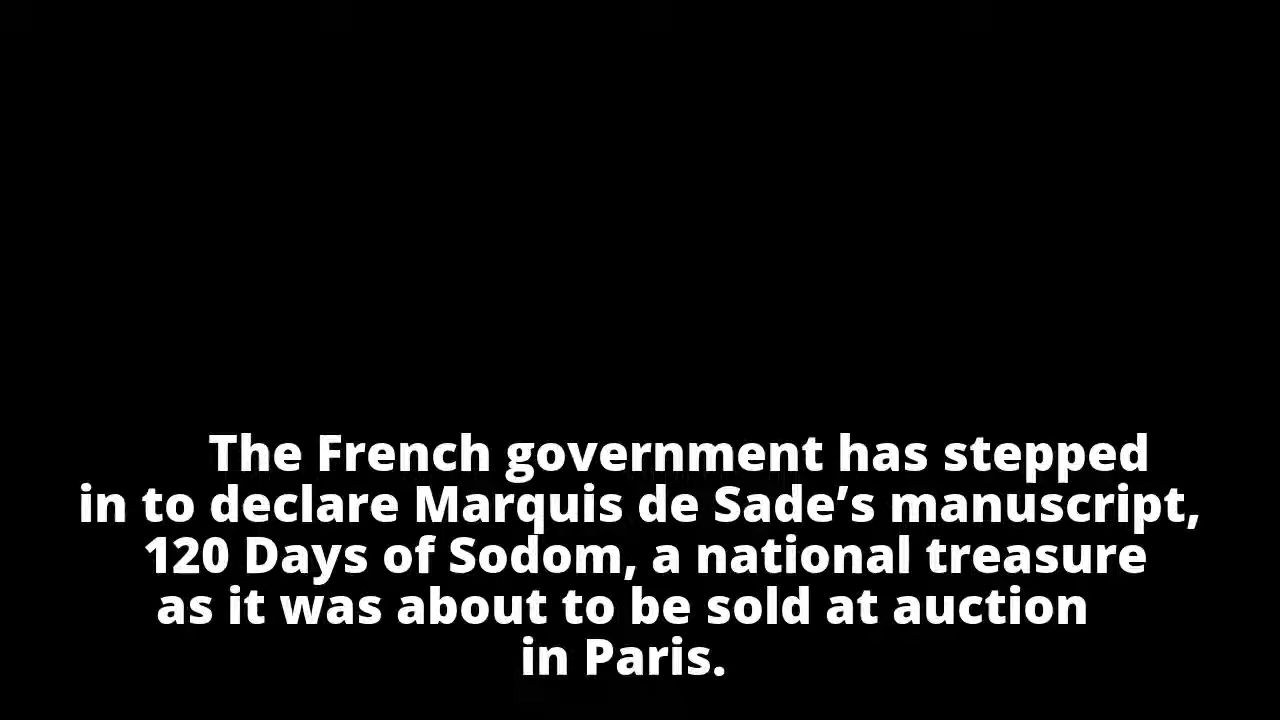 The French government has stepped
in to declare Marquis de Sade’s manuscript,
120 Days of Sodom, a national treasure
as it was about to be sold at auction
in Paris.